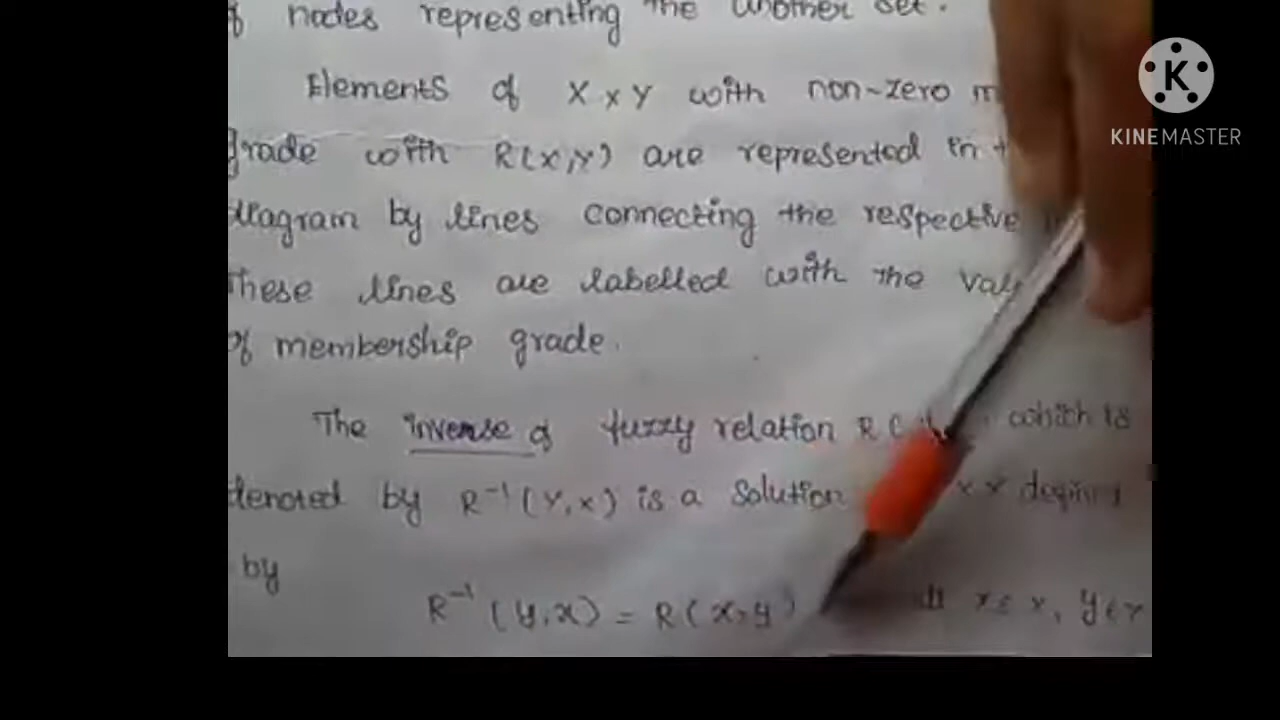 of nodes representing the another set.
Elements of X x Y with non-zero
grade with R(X,Y) are represented in
diagram by lines connecting the respective
These lines are labelled with the
of membership grade.
The inverse of fuzzy relation which is
denoted by R⁻¹(Y,X) is a solution
by
R⁻¹(y,x) = R(x,y) x ∈ X, y ∈ Y
KINEMASTER